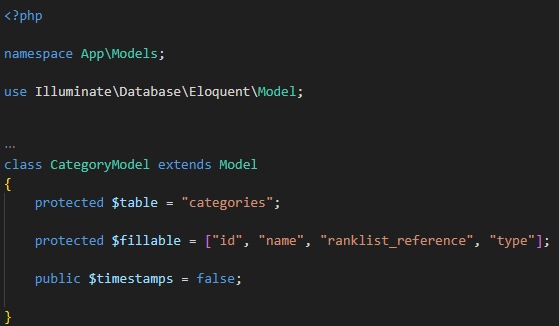 <?php
namespace App\Models;
use Illuminate\Database\Eloquent\Model;
...
class CategoryModel extends Model
{
protected $table = "categories";
protected $fillable = ["id", "name", "ranklist_reference", "type"];
public $timestamps = false;
}